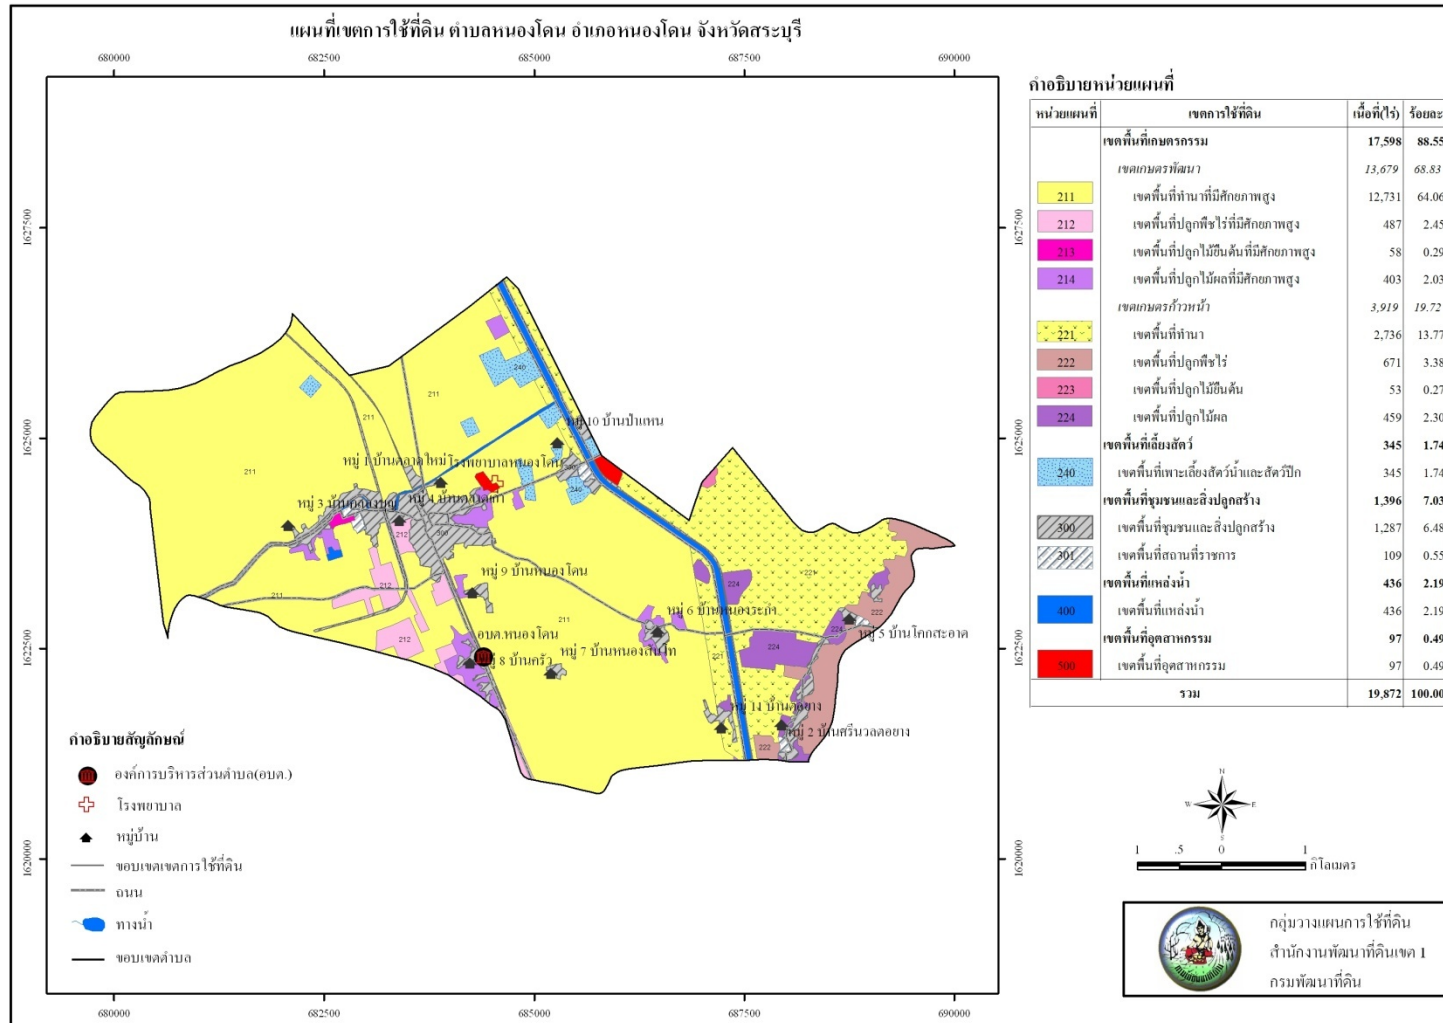 แผนที่เขตการใช้ที่ดิน ตำบลหนองโดน อำเภอหนองโดน จังหวัดสระบุรี
680000 682500 685000 687500 690000
คำอธิบายหน่วยแผนที่
หน่วยแผนที่ เขตการใช้ที่ดิน เนื้อที่(ไร่) ร้อยละ
เขตพื้นที่เกษตรกรรม 17,598 88.55
เขตเกษตรพัฒนา 13,679 68.83
211 เขตพื้นที่ทำนาที่มีศักยภาพสูง 12,731 64.06
212 เขตพื้นที่ปลูกพืชไร่ที่มีศักยภาพสูง 487 2.45
213 เขตพื้นที่ปลูกไม้ยืนต้นที่มีศักยภาพสูง 58 0.29
214 เขตพื้นที่ปลูกไม้ผลที่มีศักยภาพสูง 403 2.03
เขตเกษตรก้าวหน้า 3,919 19.72
221 เขตพื้นที่ทำนา 2,736 13.77
222 เขตพื้นที่ปลูกพืชไร่ 671 3.38
223 เขตพื้นที่ปลูกไม้ยืนต้น 53 0.27
224 เขตพื้นที่ปลูกไม้ผล 459 2.30
เขตพื้นที่เลี้ยงสัตว์ 345 1.74
240 เขตพื้นที่เพาะเลี้ยงสัตว์น้ำและสัตว์ปีก 345 1.74
เขตพื้นที่ชุมชนและสิ่งปลูกสร้าง 1,396 7.03
300 เขตพื้นที่ชุมชนและสิ่งปลูกสร้าง 1,287 6.48
301 เขตพื้นที่สถานที่ราชการ 109 0.55
เขตพื้นที่แหล่งน้ำ 436 2.19
400 เขตพื้นที่แหล่งน้ำ 436 2.19
เขตพื้นที่อุตสาหกรรม 97 0.49
500 เขตพื้นที่อุตสาหกรรม 97 0.49
รวม 19,872 100.00
1627500 1627500
1625000 1625000
1622500 1622500
1620000 1620000
240
211
211
หมู่ 10 บ้านป่าแหน
หมู่ 1 บ้านตลาดใหม่
โรงพยาบาลหนองโดน
211
300
240
หมู่ 3 บ้านคลองบุญ
หมู่ 4 บ้านตลาดเก่า
212
300
หมู่ 9 บ้านหนองโดน
221
212
224
211
211
หมู่ 6 บ้านหนองระกำ
222
212
อบต.หนองโดน
224
หมู่ 5 บ้านโคกสะอาด
หมู่ 8 บ้านครัว
221
224
หมู่ 11 บ้านดอยาง
หมู่ 2 บ้านศรีนวลดอยาง
222
คำอธิบายสัญลักษณ์
องค์การบริหารส่วนตำบล(อบต.)
โรงพยาบาล
หมู่บ้าน
ขอบเขตเขตการใช้ที่ดิน
ถนน
ทางน้ำ
ขอบเขตตำบล
N
W E
S
1 .5 0 1
กิโลเมตร
กลุ่มวางแผนการใช้ที่ดิน
สำนักงานพัฒนาที่ดินเขต 1
กรมพัฒนาที่ดิน
680000 682500 685000 687500 690000